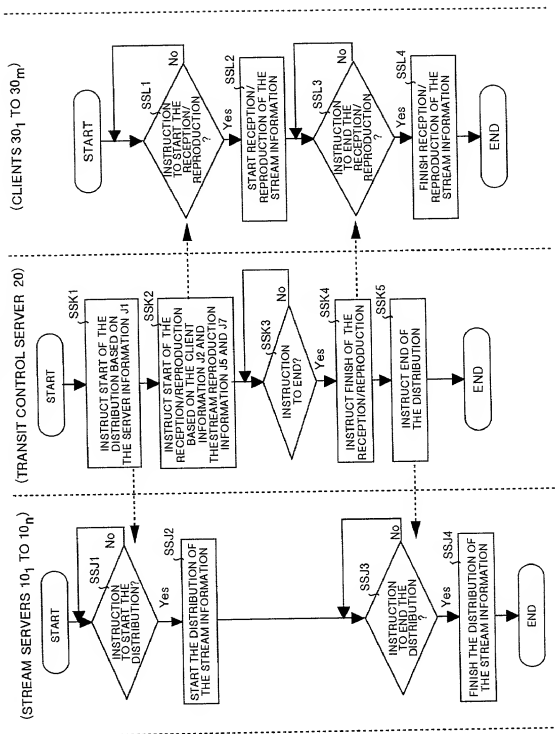 (STREAM SERVERS 10₁ TO 10ₙ)
START
SSJ1
INSTRUCTION
TO START THE
DISTRIBUTION?
No
Yes
SSJ2
START THE DISTRIBUTION OF
THE STREAM INFORMATION
SSJ3
INSTRUCTION
TO END THE
DISTRIBUTION
?
No
Yes
SSJ4
FINISH THE DISTRIBUTION OF
THE STREAM INFORMATION
END
(TRANSIT CONTROL SERVER 20)
START
SSK1
INSTRUCT START OF THE
DISTRIBUTION BASED ON
THE SERVER INFORMATION J1
SSK2
INSTRUCT START OF THE
RECEPTION/REPRODUCTION
BASED ON THE CLIENT
INFORMATION J2 AND
THESTREAM REPRODUCTION
INFORMATION J5 AND J7
SSK3
INSTRUCTION
TO END?
No
Yes
SSK4
INSTRUCT FINISH OF THE
RECEPTION/REPRODUCTION
SSK5
INSTRUCT END OF
THE DISTRIBUTION
END
(CLIENTS 30₁ TO 30ₘ)
START
SSL1
INSTRUCTION
TO START THE
RECEPTION/
REPRODUCTION
?
No
Yes
SSL2
START RECEPTION/
REPRODUCTION OF THE
STREAM INFORMATION
SSL3
INSTRUCTION
TO END THE
RECEPTION/
REPRODUCTION
?
No
Yes
SSL4
FINISH RECEPTION/
REPRODUCTION OF THE
STREAM INFORMATION
END